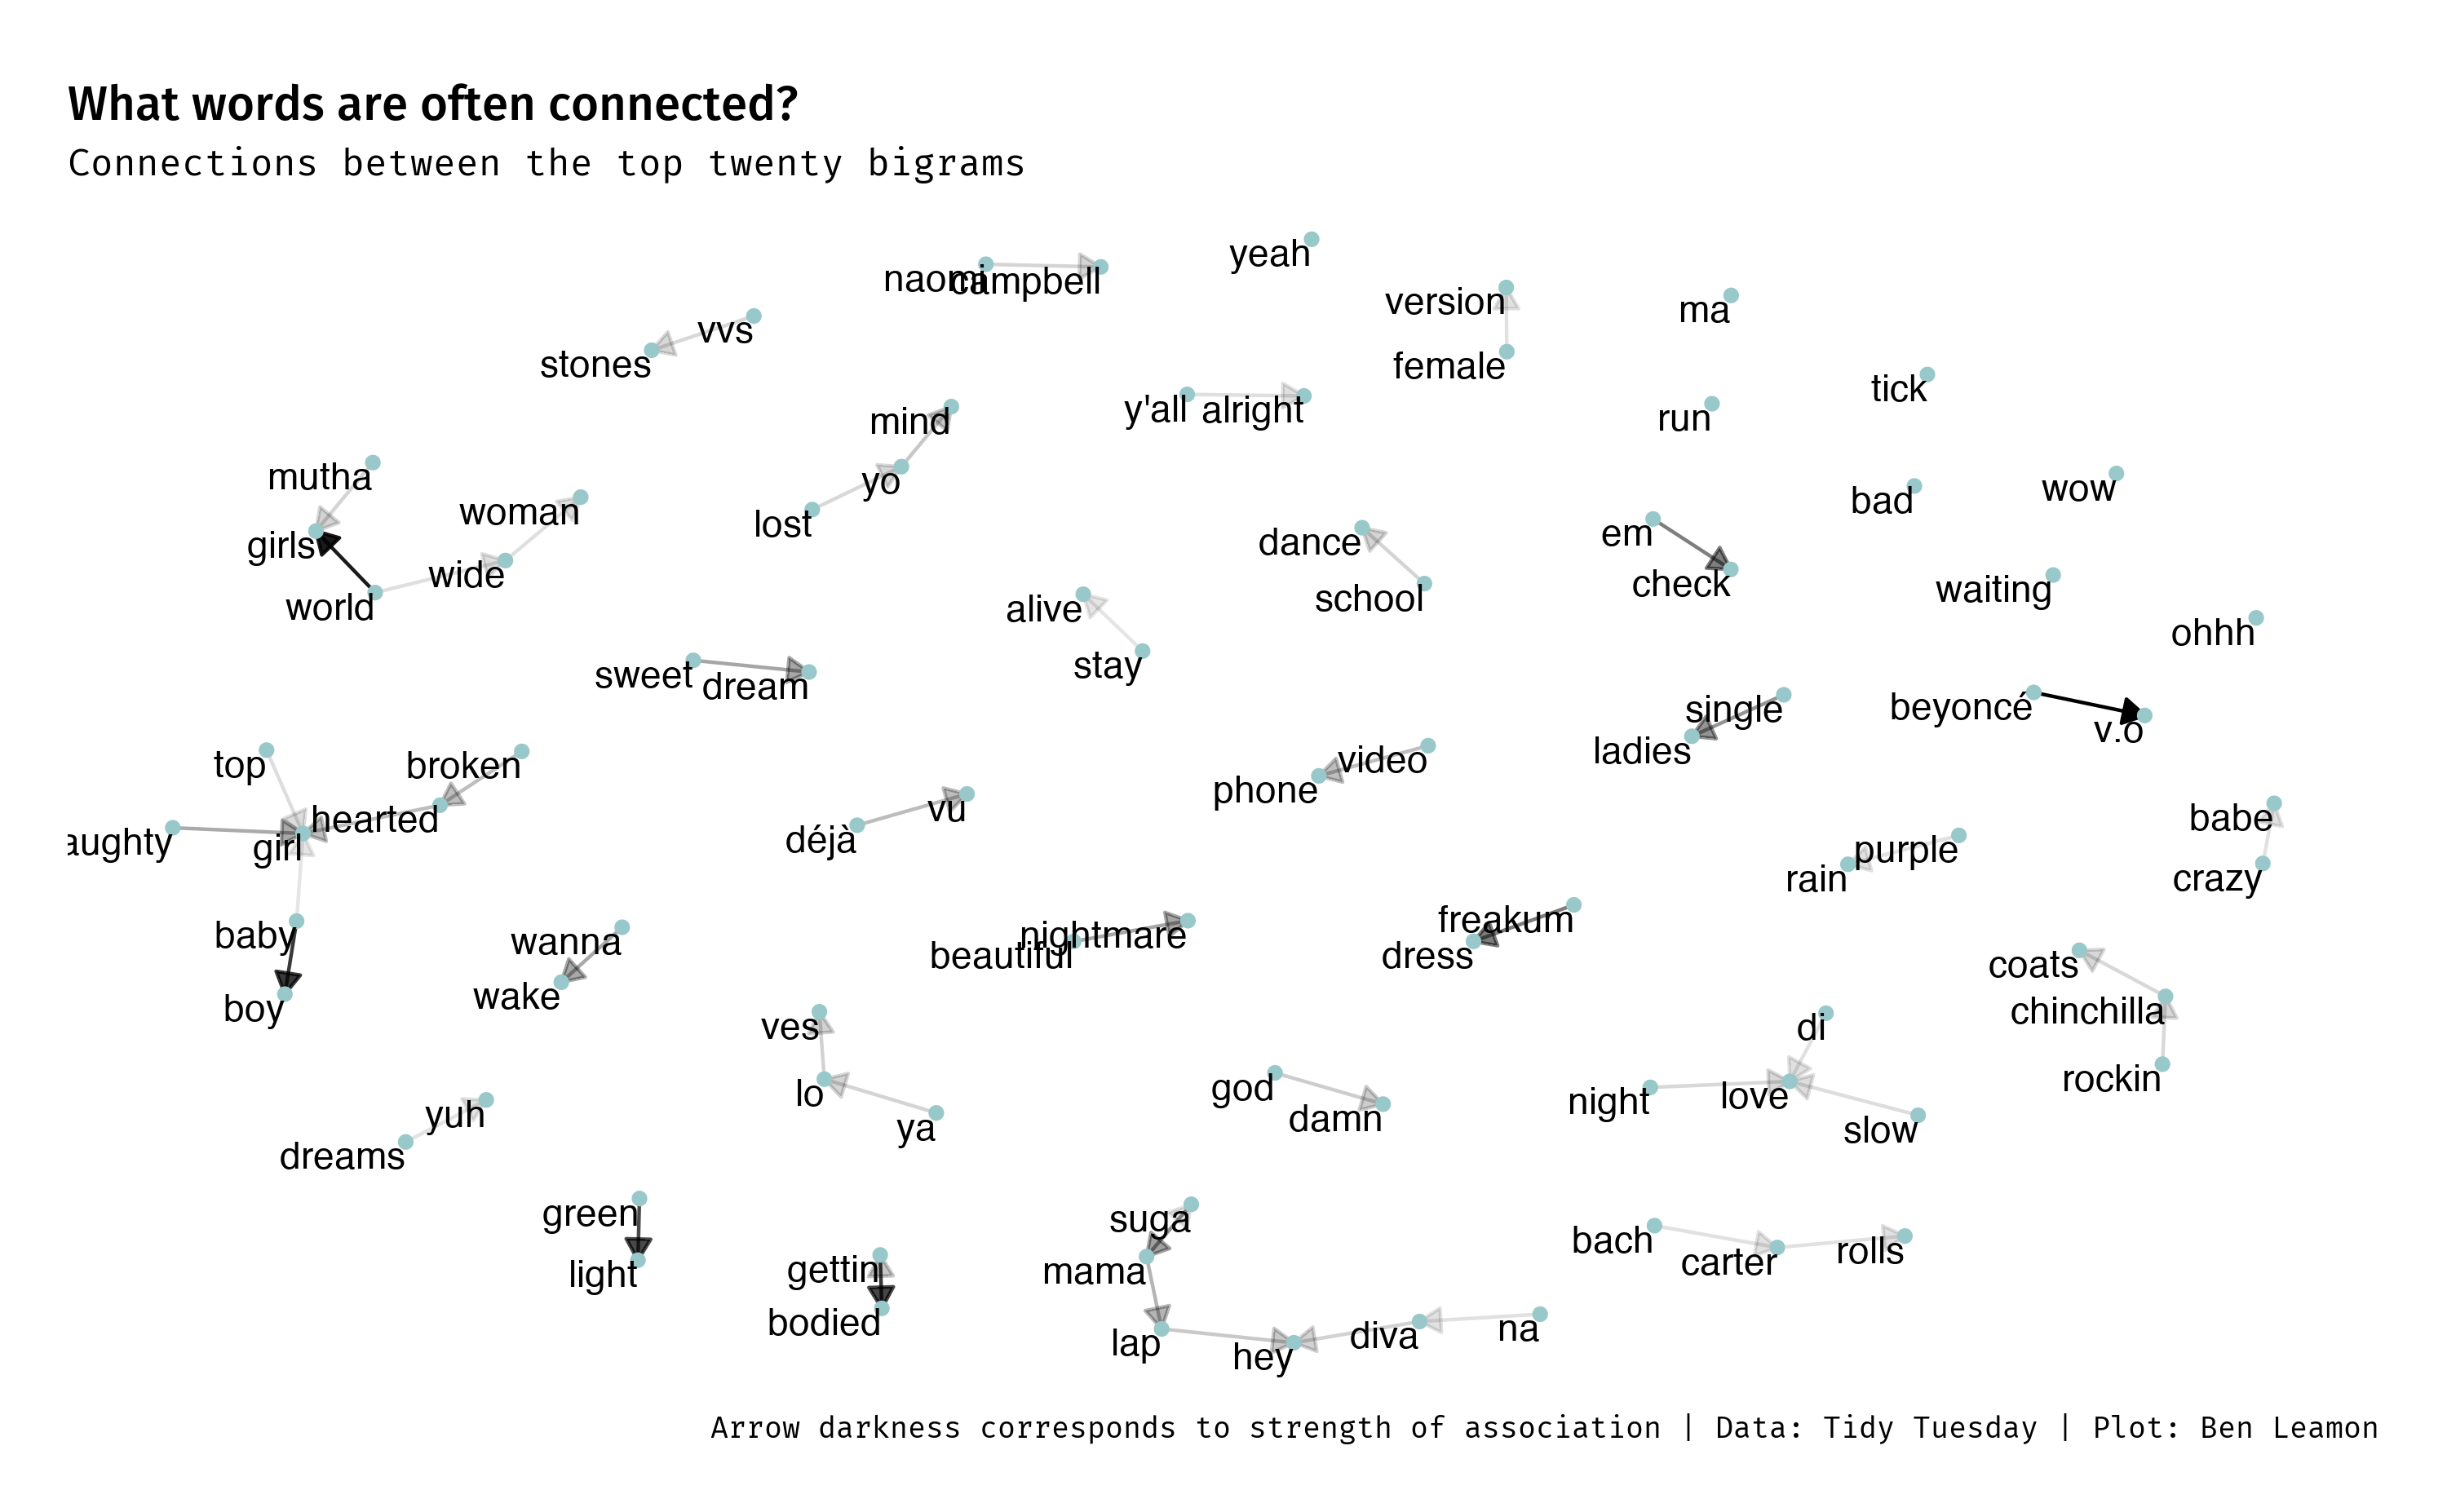 What words are often connected?
Connections between the top twenty bigrams
yeah
naomi
campbell
version
ma
vvs
stones
female
tick
y'all
alright
mind
run
mutha
yo
wow
bad
woman
lost
em
dance
girls
wide
check
waiting
school
world
alive
ohhh
stay
sweet
dream
single
beyoncé
v.o
ladies
top
broken
video
phone
vu
hearted
babe
déjà
aughty
girl
purple
rain
crazy
freakum
baby
wanna
nightmare
beautiful
dress
coats
wake
boy
chinchilla
ves
di
rockin
god
lo
love
night
yuh
damn
ya
slow
dreams
green
suga
bach
rolls
carter
gettin
mama
light
bodied
na
diva
lap
hey
Arrow darkness corresponds to strength of association | Data: Tidy Tuesday | Plot: Ben Leamon